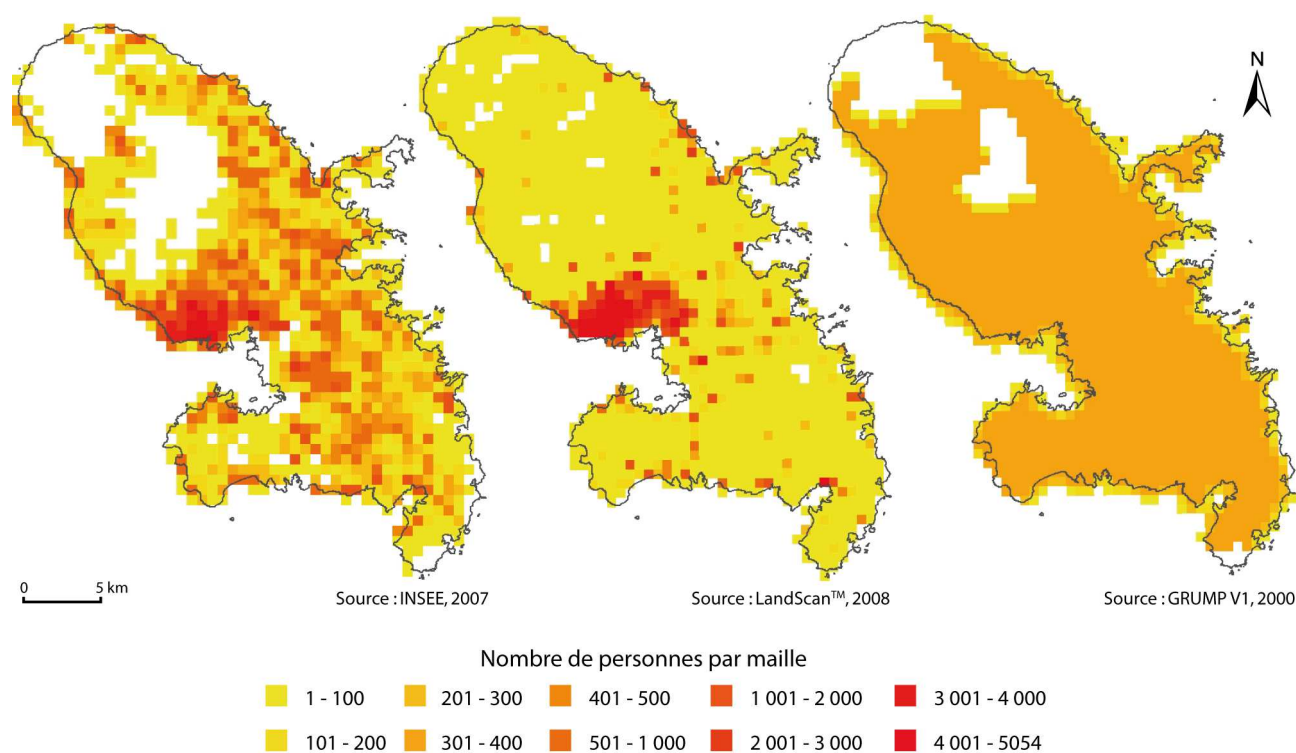 N
0 5 km
Source : INSEE, 2007
Source : LandScan™, 2008
Source : GRUMP V1, 2000
Nombre de personnes par maille
1 - 100
201 - 300
401 - 500
1 001 - 2 000
3 001 - 4 000
101 - 200
301 - 400
501 - 1 000
2 001 - 3 000
4 001 - 5054